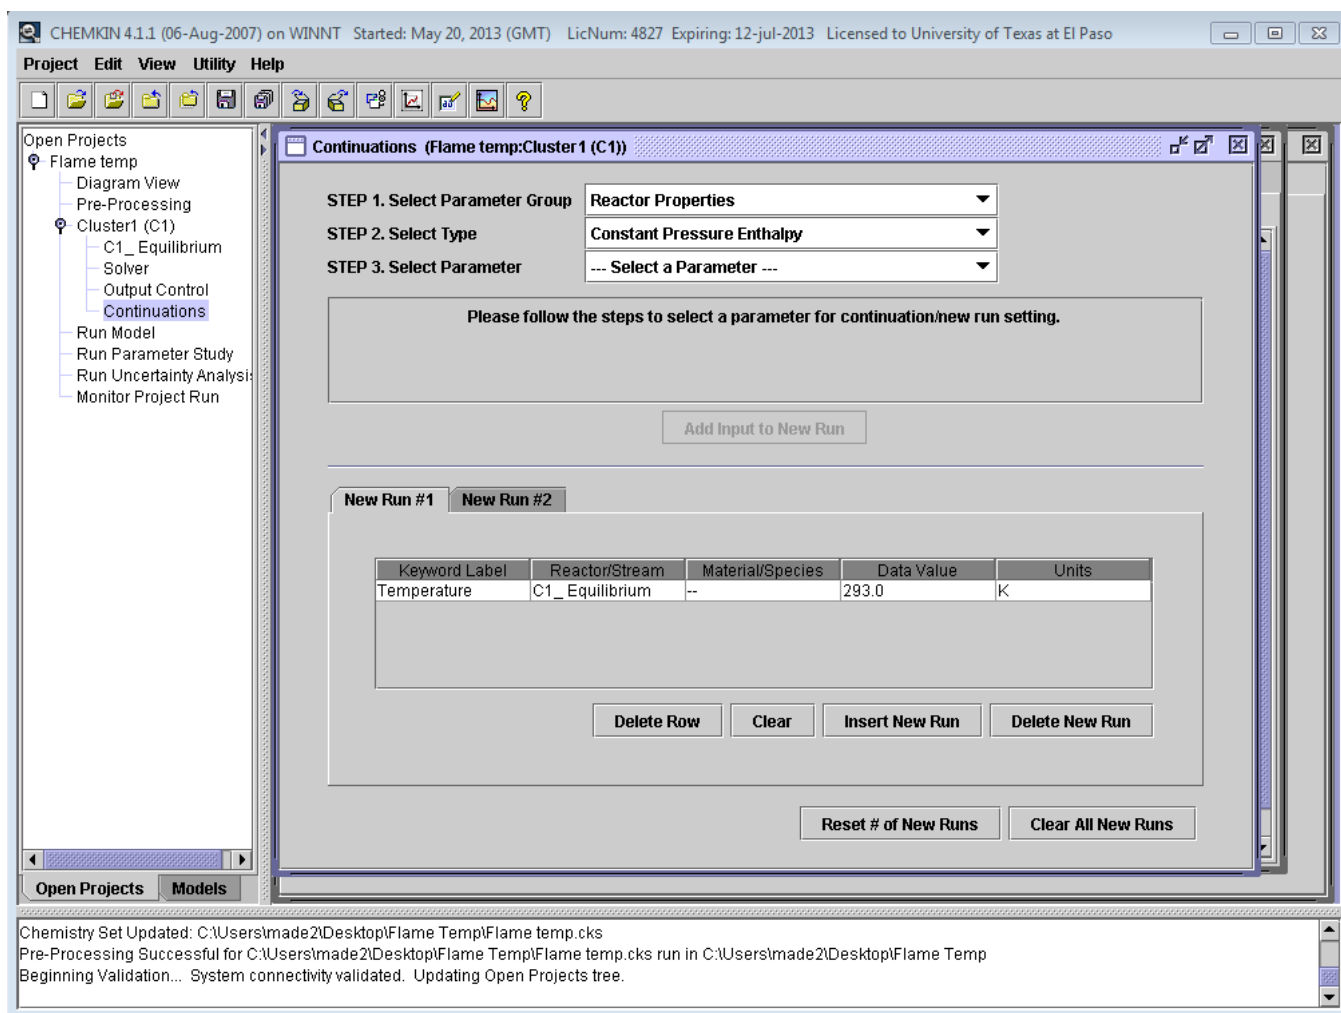 CHEMKIN 4.1.1 (06-Aug-2007) on WINNT Started: May 20, 2013 (GMT) LicNum: 4827 Expiring: 12-jul-2013 Licensed to University of Texas at El Paso
Project Edit View Utility Help
Open Projects
Flame temp
Diagram View
Pre-Processing
Cluster1 (C1)
C1_ Equilibrium
Solver
Output Control
Continuations
Run Model
Run Parameter Study
Run Uncertainty Analysis
Monitor Project Run
Open Projects Models
Continuations (Flame temp:Cluster1 (C1))
STEP 1. Select Parameter Group Reactor Properties
STEP 2. Select Type Constant Pressure Enthalpy
STEP 3. Select Parameter --- Select a Parameter ---
Please follow the steps to select a parameter for continuation/new run setting.
Add Input to New Run
New Run #1 New Run #2
Keyword Label Reactor/Stream Material/Species Data Value Units
Temperature C1_ Equilibrium -- 293.0 K
Delete Row Clear Insert New Run Delete New Run
Reset # of New Runs Clear All New Runs
Chemistry Set Updated: C:\Users\made2\Desktop\Flame Temp\Flame temp.cks
Pre-Processing Successful for C:\Users\made2\Desktop\Flame Temp\Flame temp.cks run in C:\Users\made2\Desktop\Flame Temp
Beginning Validation... System connectivity validated. Updating Open Projects tree.